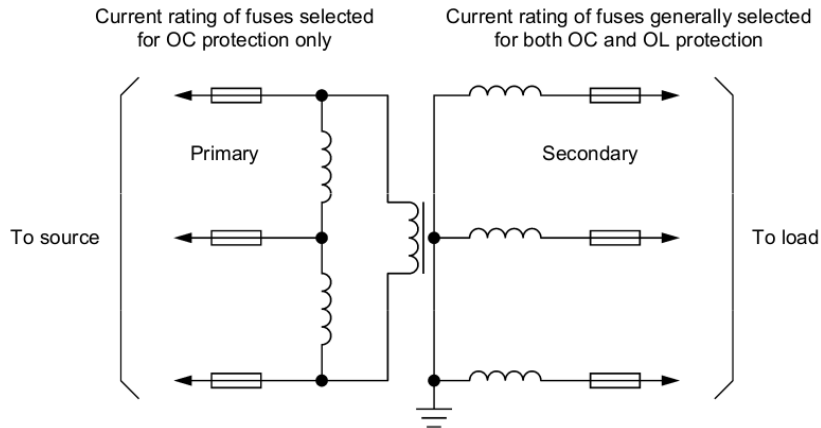 Current rating of fuses selected
for OC protection only
Current rating of fuses generally selected
for both OC and OL protection
Primary
Secondary
To source
To load